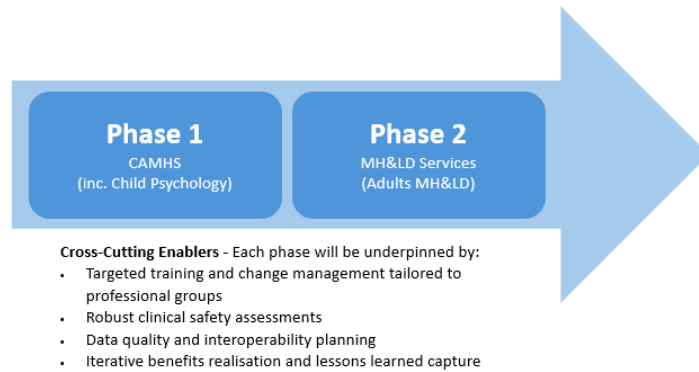 Phase 1
CAMHS
(inc. Child Psychology)
Phase 2
MH&LD Services
(Adults MH&LD)
Cross-Cutting Enablers - Each phase will be underpinned by:
• Targeted training and change management tailored to
professional groups
• Robust clinical safety assessments
• Data quality and interoperability planning
• Iterative benefits realisation and lessons learned capture